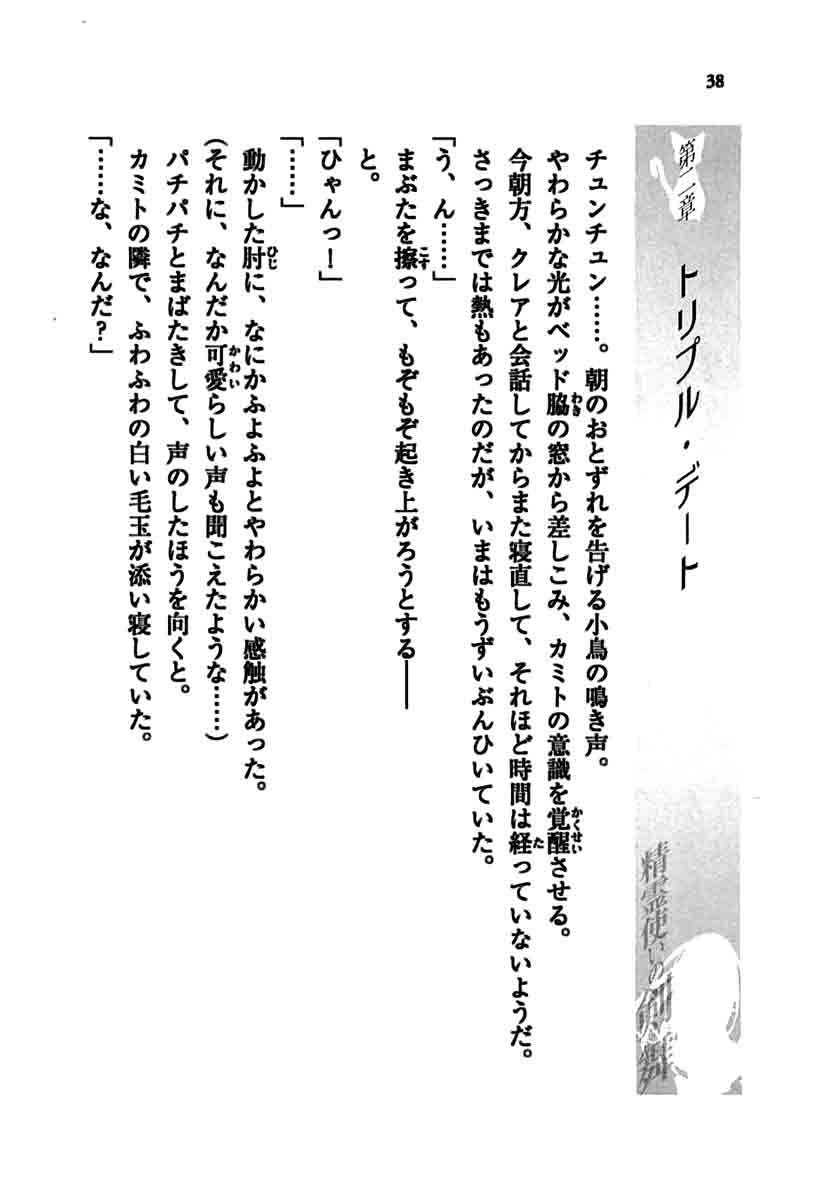 38
第二章　トリプル・デート
精霊使いの剣舞
チュンチュン……。朝のおとずれを告げる小鳥の鳴き声。
やわらかな光がベッド脇の窓から差しこみ、カミトの意識を覚醒させる。
今朝方、クレアと会話してからまた寝直して、それほど時間は経っていないようだ。
さっきまでは熱もあったのだが、いまはもうずいぶんひいていた。
「う、ん……」
まぶたを擦って、もぞもぞ起き上がろうとする――
と。
「ひゃんっ！」
「……」
動かした肘に、なにかふよふよとやわらかい感触があった。
(それに、なんだか可愛らしい声も聞こえたような……)
パチパチとまばたきして、声のしたほうを向くと。
カミトの隣で、ふわふわの白い毛玉が添い寝していた。
「……な、なんだ？」